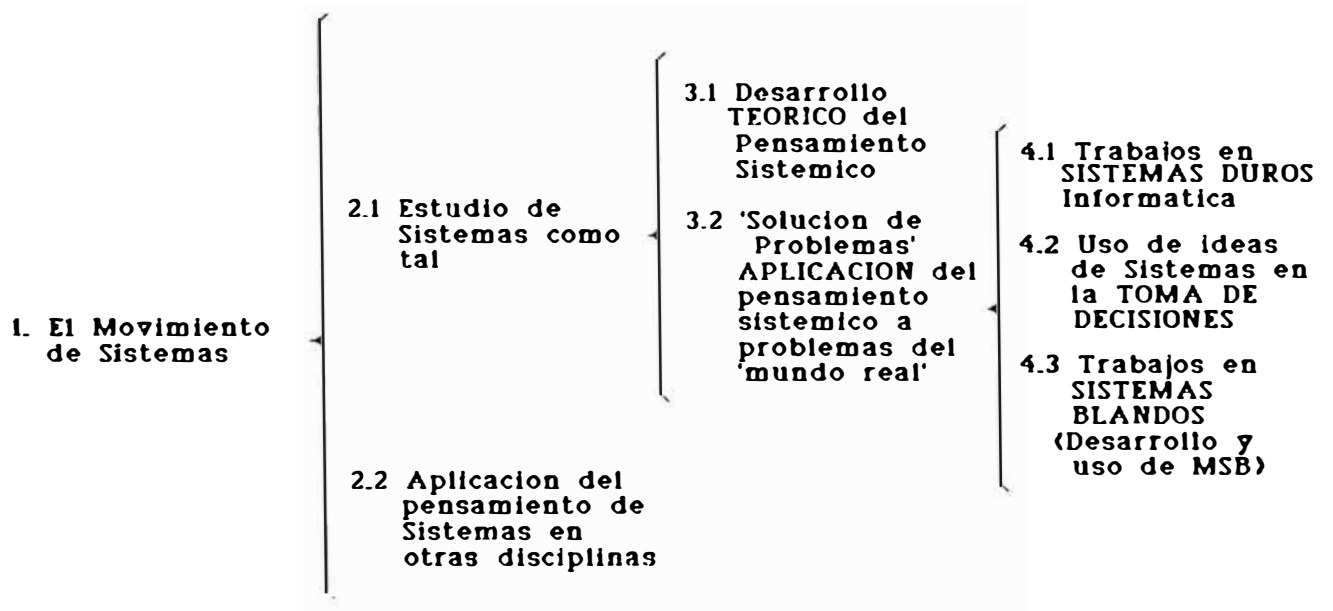 1. El Movimiento
de Sistemas
2.1 Estudio de
Sistemas como
tal
2.2 Aplicacion del
pensamiento de
Sistemas en
otras disciplinas
3.1 Desarrollo
TEORICO del
Pensamiento
Sistemico
3.2 'Solucion de
Problemas'
APLICACION del
pensamiento
sistemico a
problemas del
'mundo real'
4.1 Trabajos en
SISTEMAS DUROS
Informatica
4.2 Uso de ideas
de Sistemas en
la TOMA DE
DECISIONES
4.3 Trabajos en
SISTEMAS
BLANDOS
(Desarrollo y
uso de MSB)